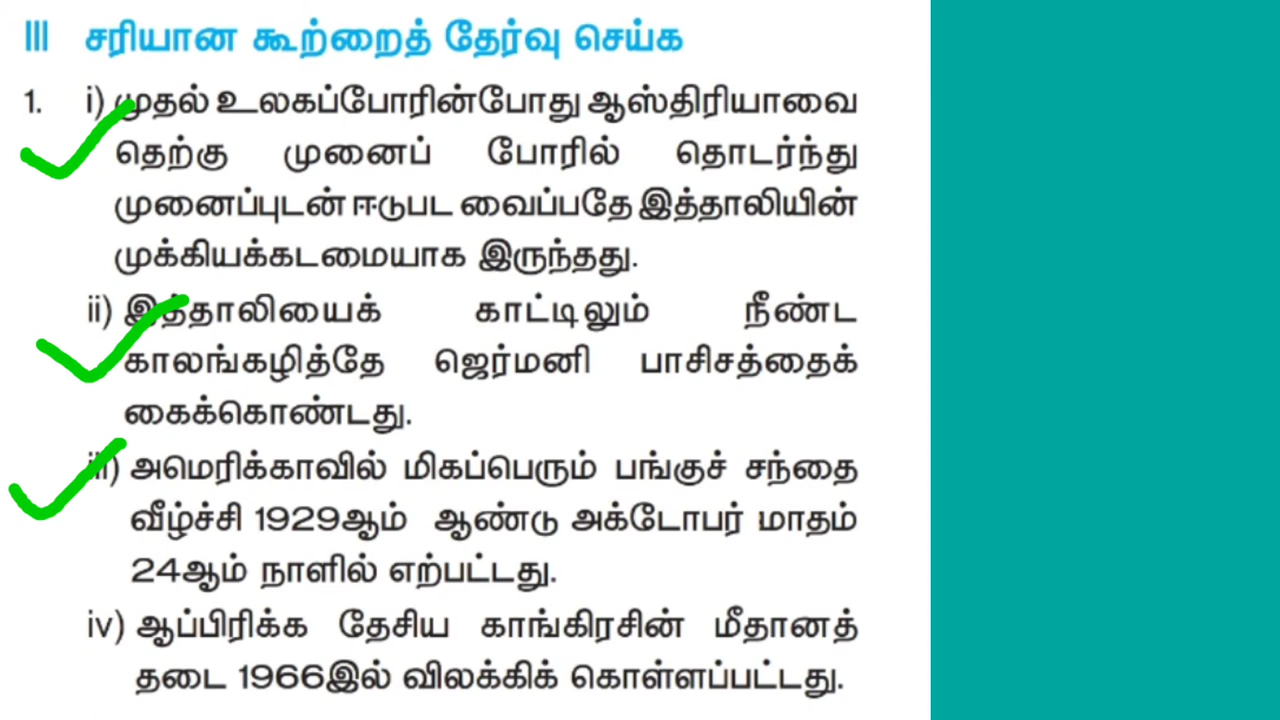 III சரியான கூற்றைத் தேர்வு செய்க
1. i) முதல் உலகப்போரின்போது ஆஸ்திரியாவை
தெற்கு முனைப் போரில் தொடர்ந்து
முனைப்புடன் ஈடுபட வைப்பதே இத்தாலியின்
முக்கியக்கடமையாக இருந்தது.
ii) இத்தாலியைக் காட்டிலும் நீண்ட
காலங்கழித்தே ஜெர்மனி பாசிசத்தைக்
கைக்கொண்டது.
iii) அமெரிக்காவில் மிகப்பெரும் பங்குச் சந்தை
வீழ்ச்சி 1929ஆம் ஆண்டு அக்டோபர் மாதம்
24ஆம் நாளில் எற்பட்டது.
iv) ஆப்பிரிக்க தேசிய காங்கிரசின் மீதானத்
தடை 1966இல் விலக்கிக் கொள்ளப்பட்டது.